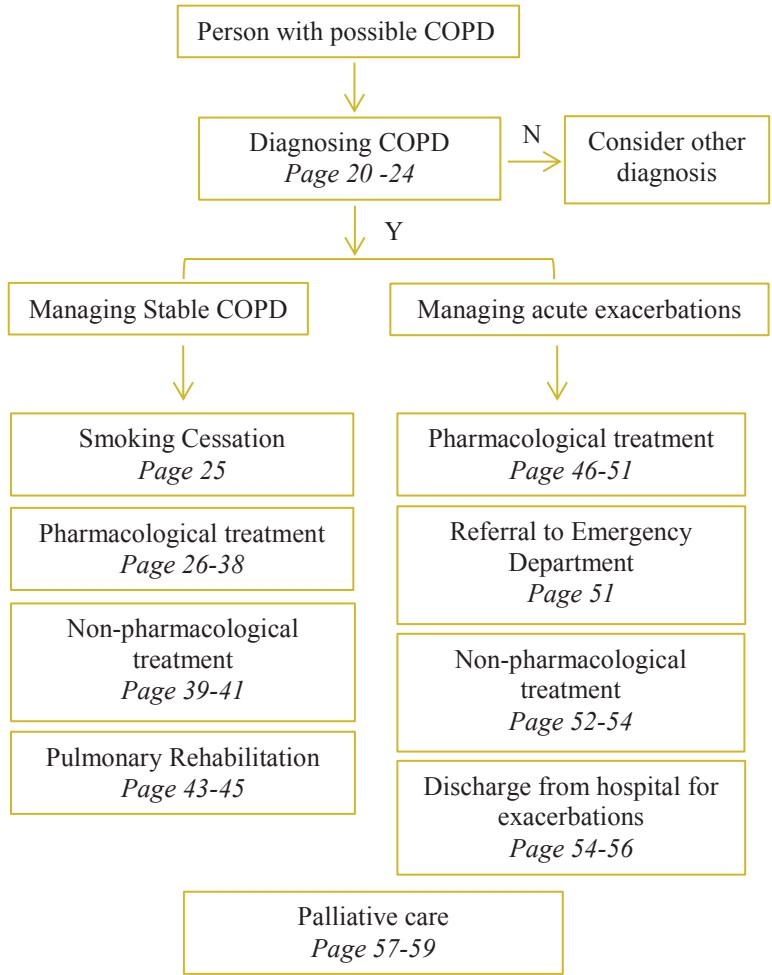 Person with possible COPD
Diagnosing COPD
Page 20 -24
N
Consider other
diagnosis
Y
Managing Stable COPD
Managing acute exacerbations
Smoking Cessation
Page 25
Pharmacological treatment
Page 26-38
Non-pharmacological
treatment
Page 39-41
Pulmonary Rehabilitation
Page 43-45
Pharmacological treatment
Page 46-51
Referral to Emergency
Department
Page 51
Non-pharmacological
treatment
Page 52-54
Discharge from hospital for
exacerbations
Page 54-56
Palliative care
Page 57-59